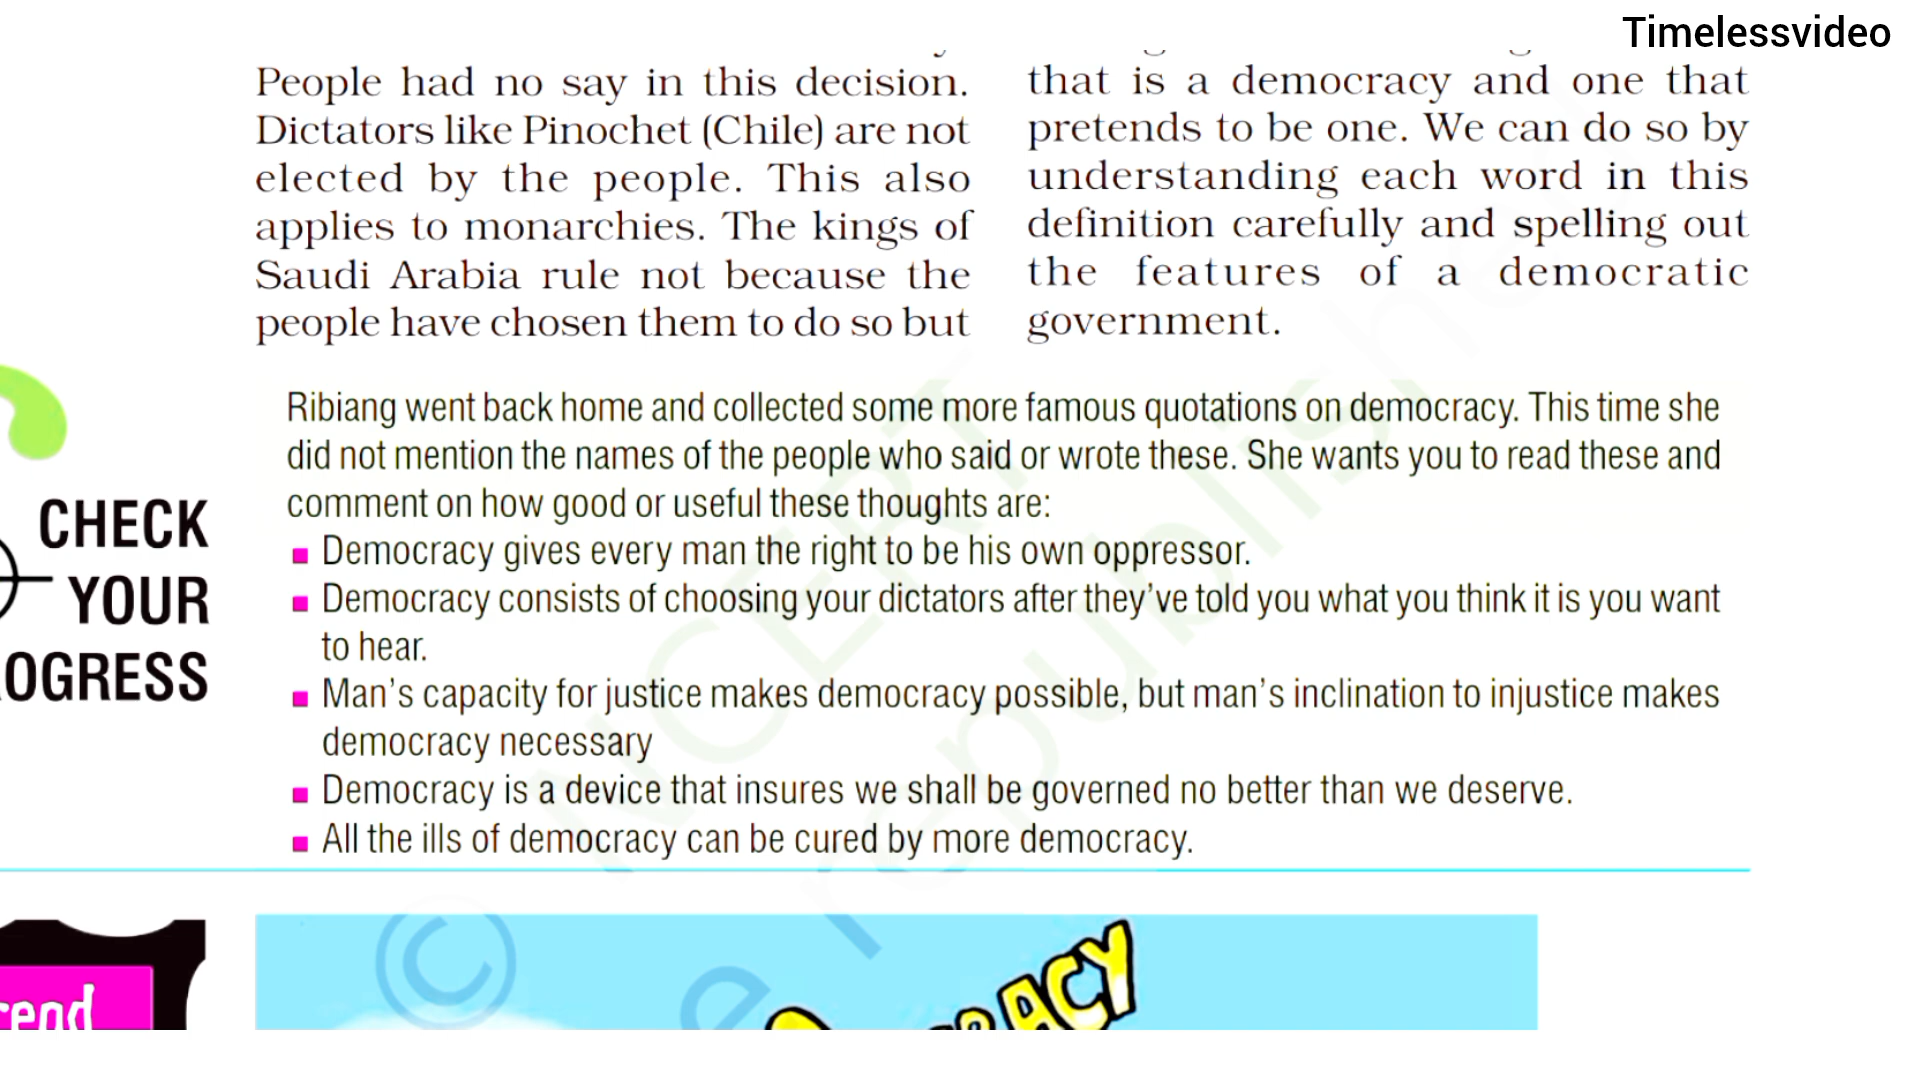 Timelessvideo
People had no say in this decision.
Dictators like Pinochet (Chile) are not
elected by the people. This also
applies to monarchies. The kings of
Saudi Arabia rule not because the
people have chosen them to do so but
that is a democracy and one that
pretends to be one. We can do so by
understanding each word in this
definition carefully and spelling out
the features of a democratic
government.
CHECK
YOUR
OGRESS
Ribiang went back home and collected some more famous quotations on democracy. This time she
did not mention the names of the people who said or wrote these. She wants you to read these and
comment on how good or useful these thoughts are:
■ Democracy gives every man the right to be his own oppressor.
■ Democracy consists of choosing your dictators after they've told you what you think it is you want
to hear.
■ Man's capacity for justice makes democracy possible, but man's inclination to injustice makes
democracy necessary
■ Democracy is a device that insures we shall be governed no better than we deserve.
■ All the ills of democracy can be cured by more democracy.
© NCERT
e republishe
RACY